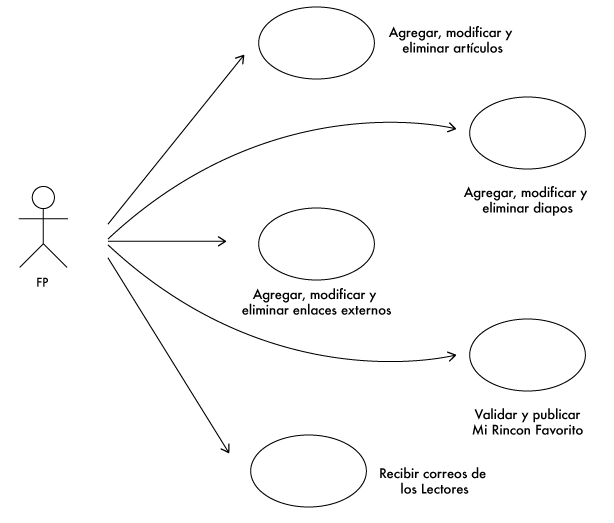 Agregar, modificar y
eliminar artículos
Agregar, modificar y
eliminar diapos
FP
Agregar, modificar y
eliminar enlaces externos
Validar y publicar
Mi Rincon Favorito
Recibir correos de
los Lectores